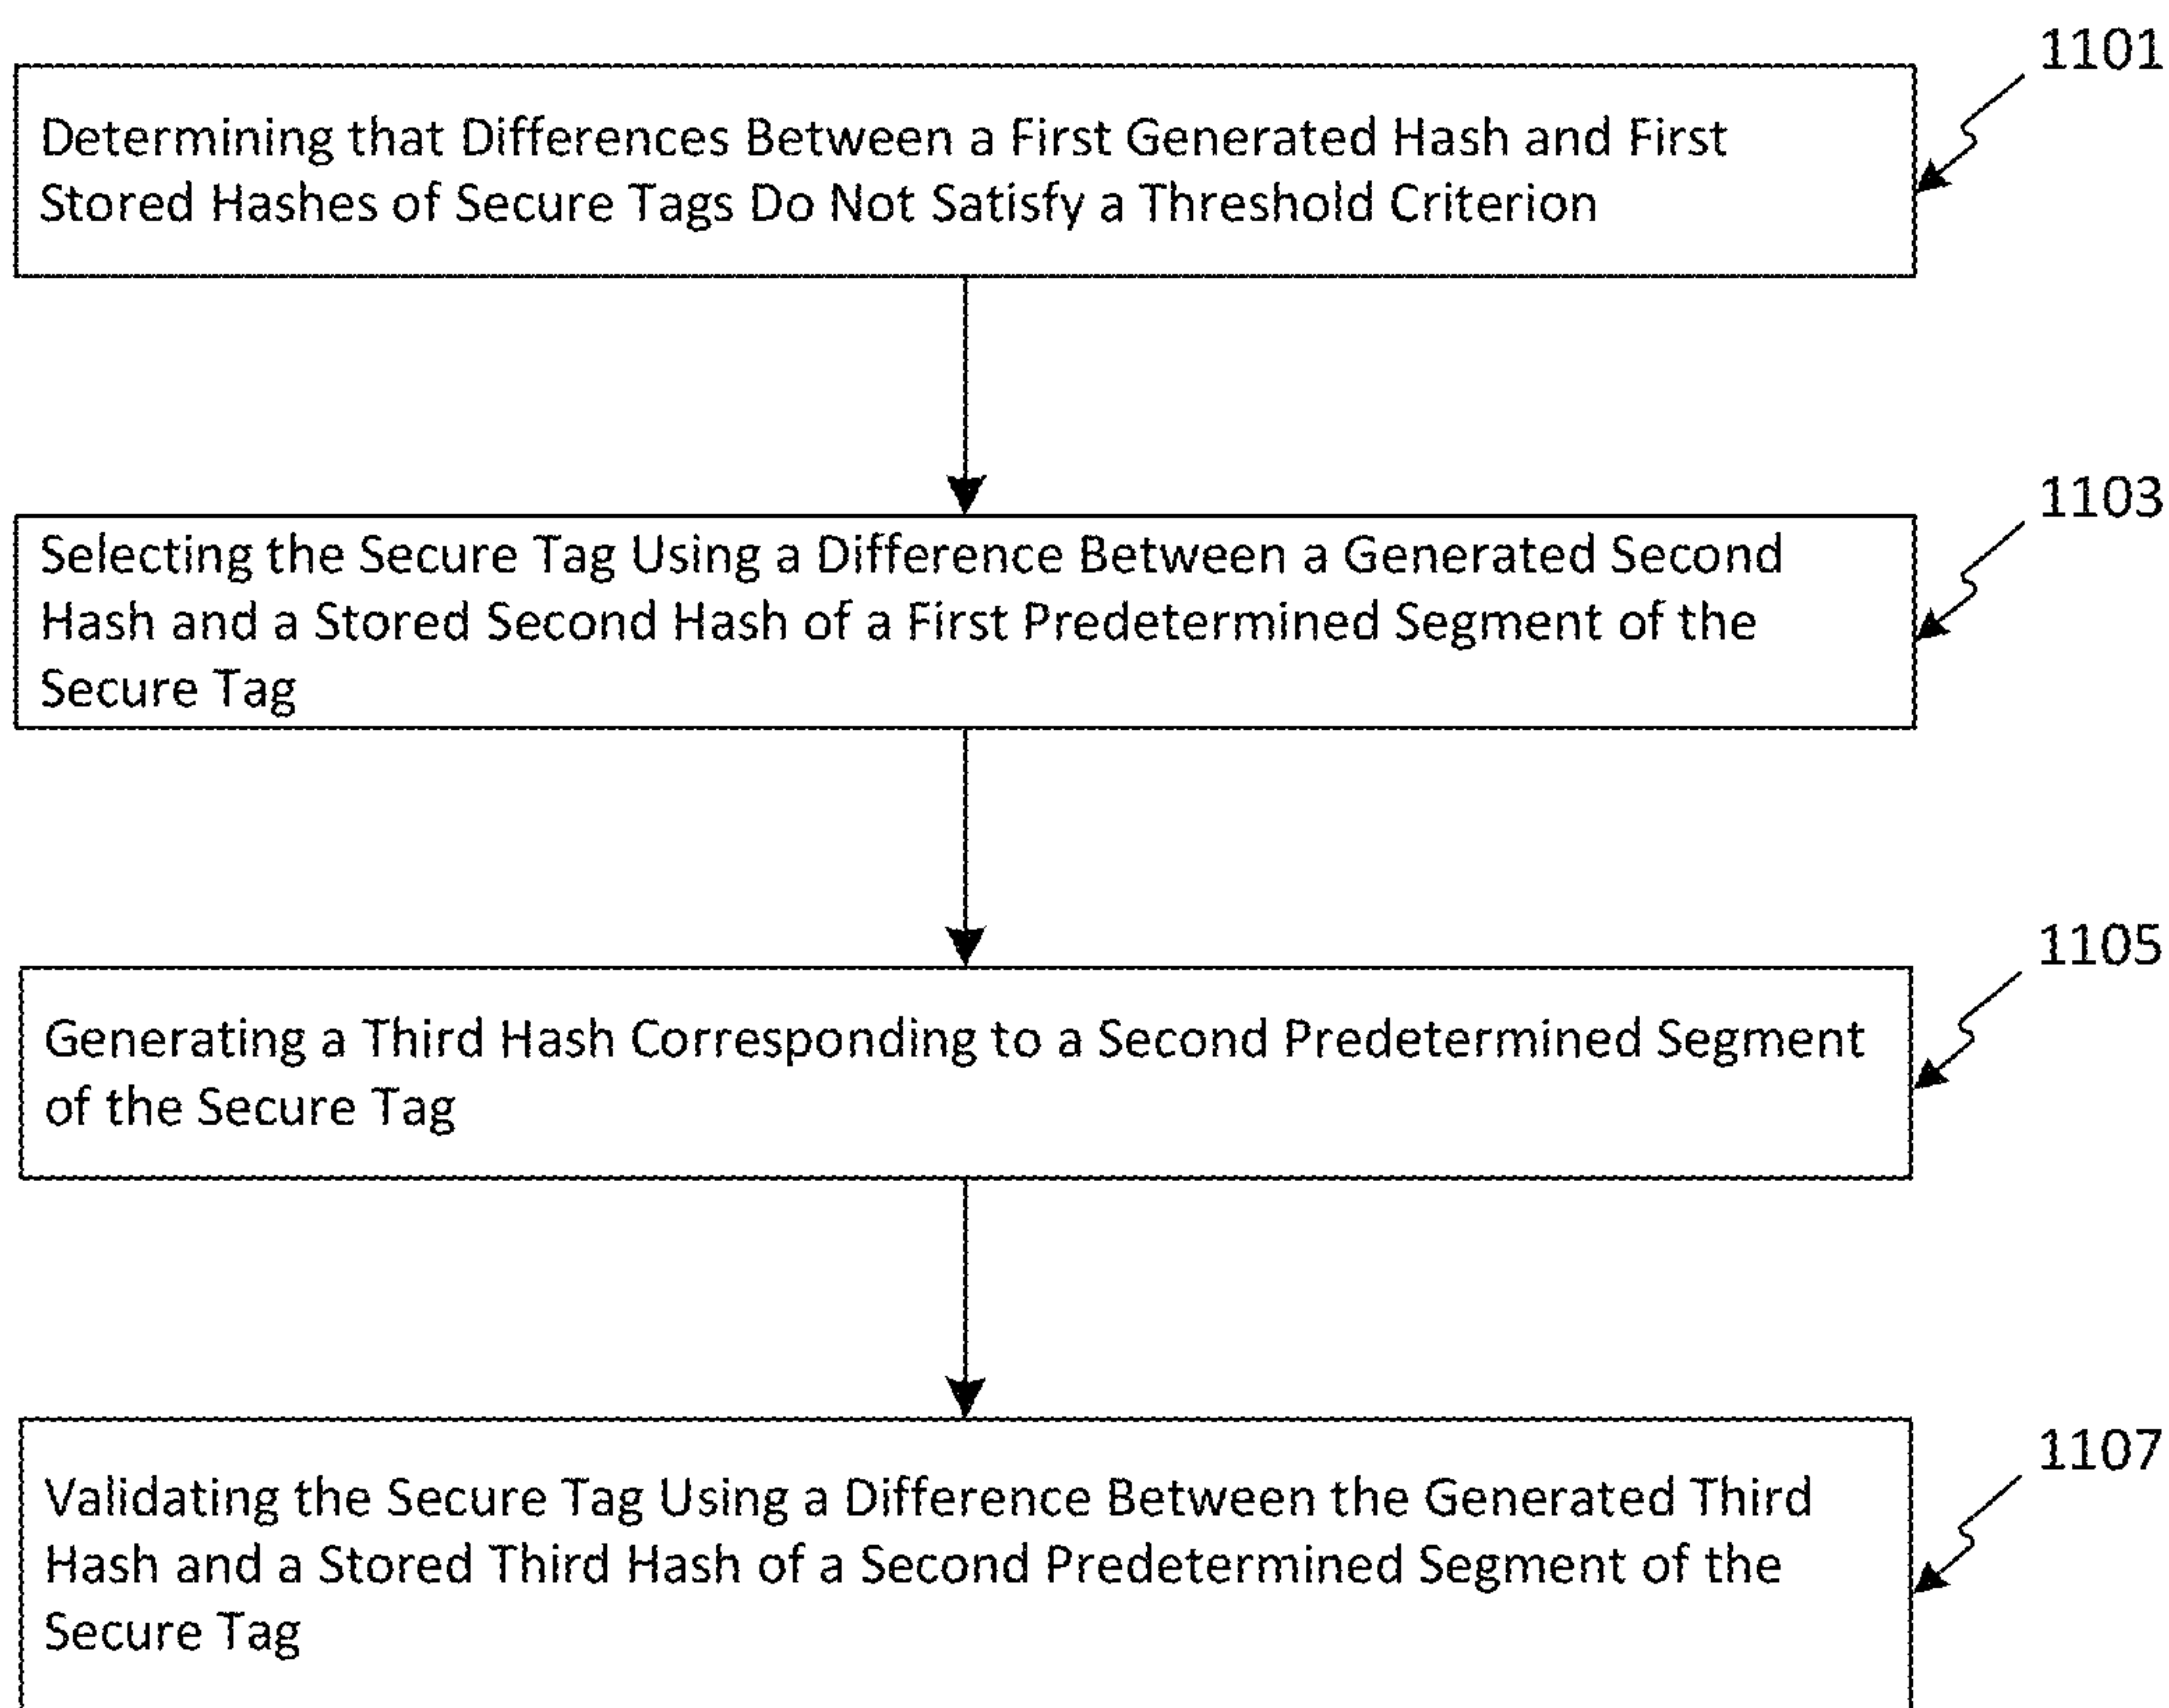 1101
Determining that Differences Between a First Generated Hash and First
Stored Hashes of Secure Tags Do Not Satisfy a Threshold Criterion
1103
Selecting the Secure Tag Using a Difference Between a Generated Second
Hash and a Stored Second Hash of a First Predetermined Segment of the
Secure Tag
1105
Generating a Third Hash Corresponding to a Second Predetermined Segment
of the Secure Tag
1107
Validating the Secure Tag Using a Difference Between the Generated Third
Hash and a Stored Third Hash of a Second Predetermined Segment of the
Secure Tag